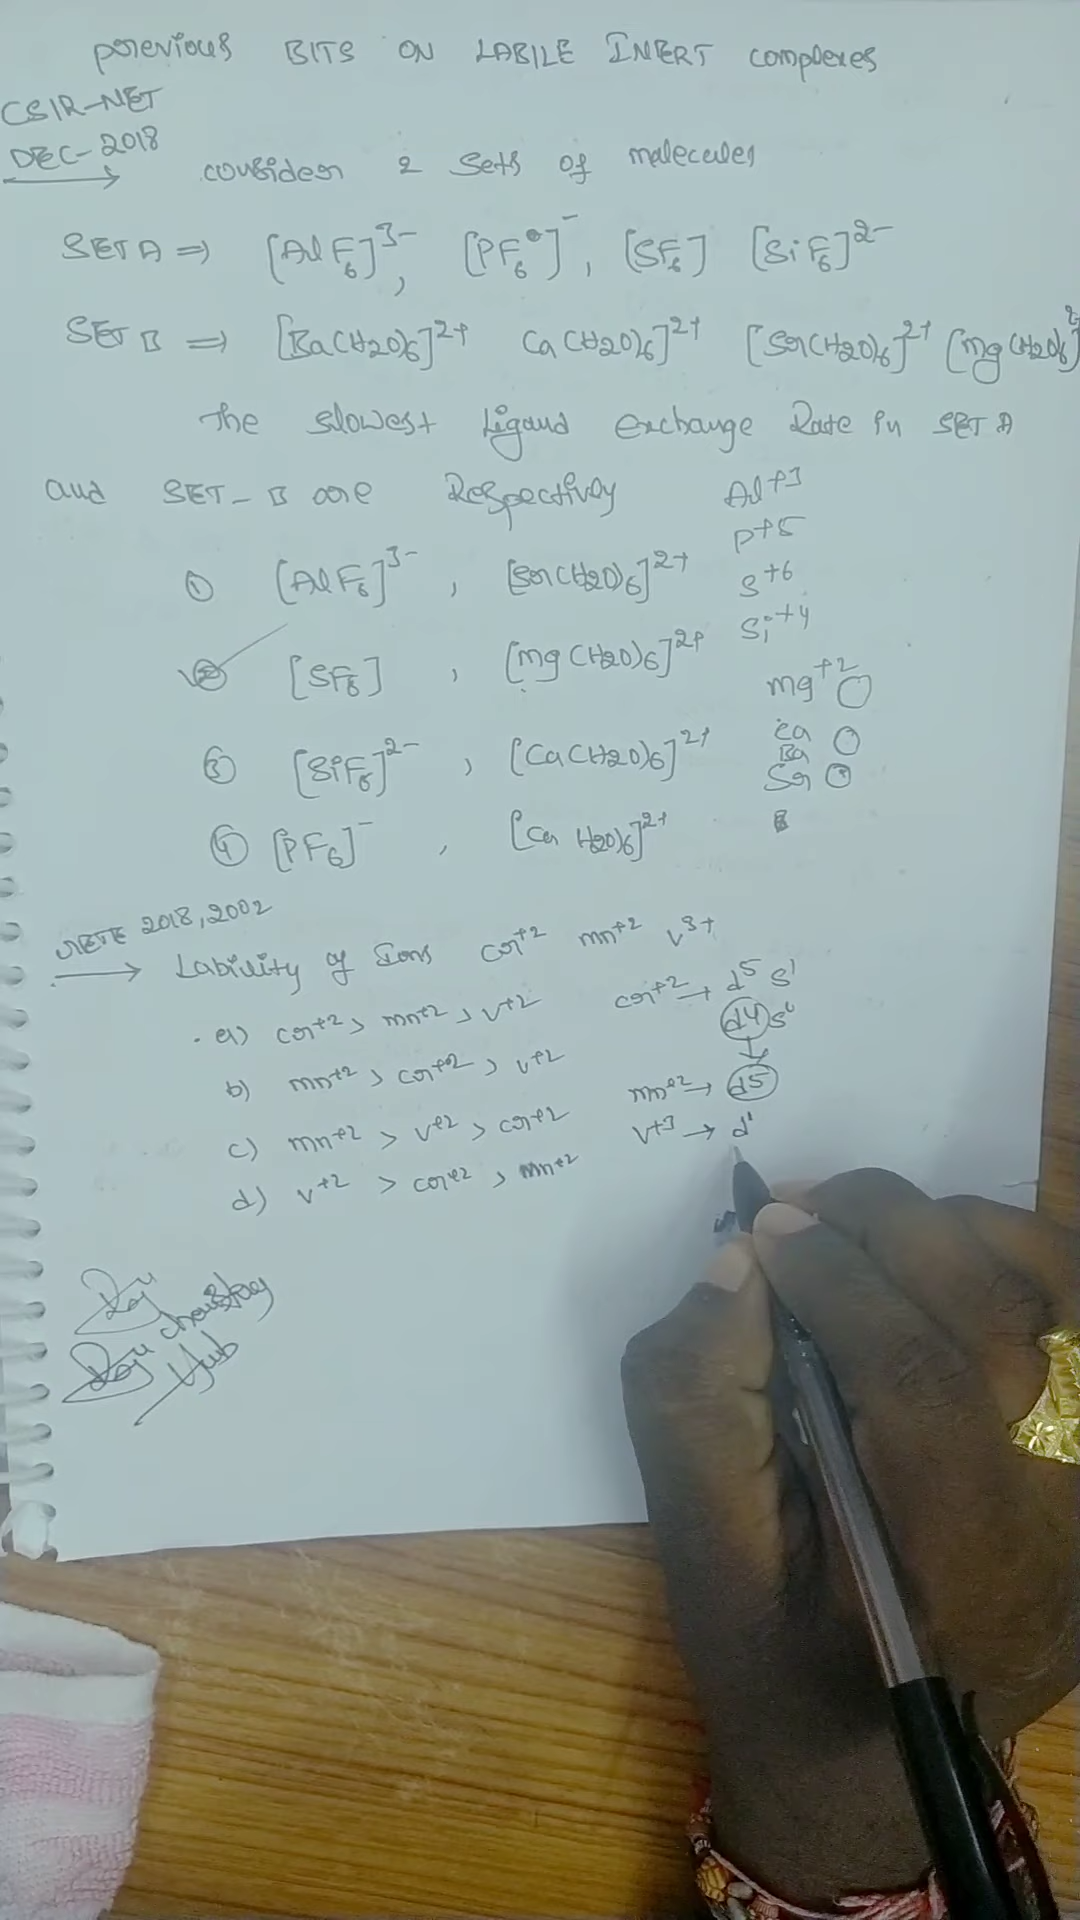 previous BITS ON LABILE INERT complexes
CSIR-NET
DEC-2018
consider 2 sets of molecules
SET A ⇒ [AlF6]3-, [PF6]-, [SF6] [SiF6]2-
SET B ⇒ [Ba(H2O)6]2+ Ca(H2O)6]2+ [Sr(H2O)6]2+ [Mg(H2O)6]2
The slowest Ligand exchange Rate in SET A
and SET-B are Respectively
Al+3
P+5
S+6
Si+4
mg+2
Ca
Ba
Sr
① [AlF6]3-, [Sr(H2O)6]2+
② [SF6], [mg(H2O)6]2+
③ [SiF6]2-, [Ca(H2O)6]2+
④ [PF6]-, [Ca H2O)6]2+
2018, 2002
Lability of Ions Cr+2 mn+2 V3+
a) Cr+2 > mn+2 > V+2
b) mn+2 > Cr+2 > V+2
c) mn+2 > V+2 > Cr+2
d) V+2 > Cr+2 > mn+2
Cr+2 → d5 s1
d4 s0
mn+2 → d5
V+3 → d1
Raju
Raju chemistry
Hub